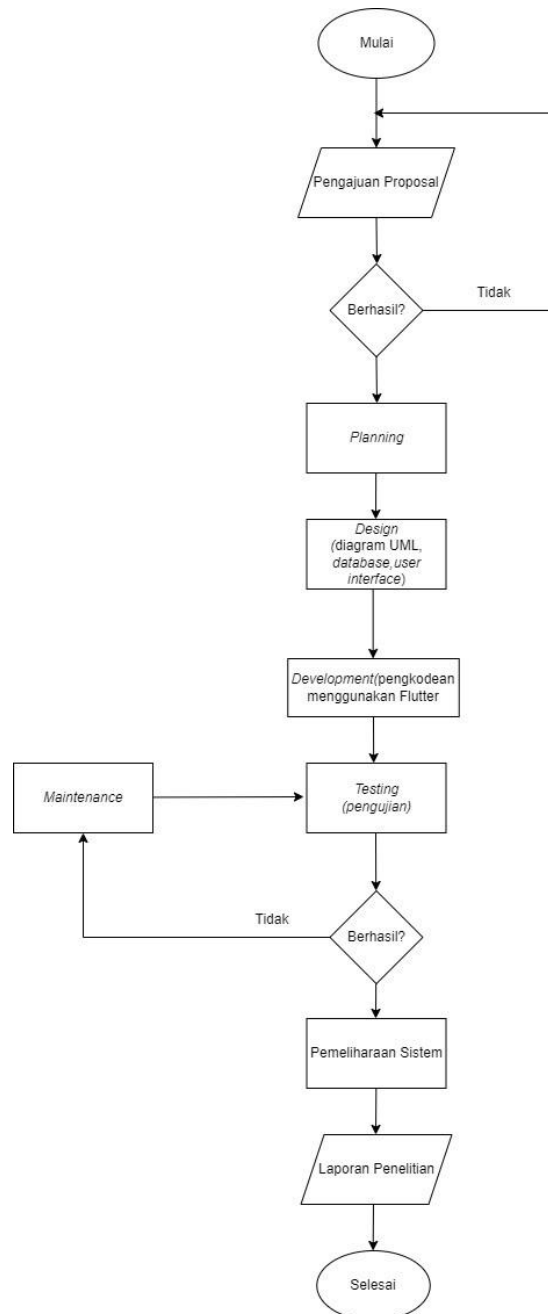 Mulai
Pengajuan Proposal
Berhasil?
Tidak
Planning
Design
(diagram UML,
database,user
interface)
Development(pengkodean
menggunakan Flutter
Maintenance
Testing
(pengujian)
Tidak
Berhasil?
Pemeliharaan Sistem
Laporan Penelitian
Selesai